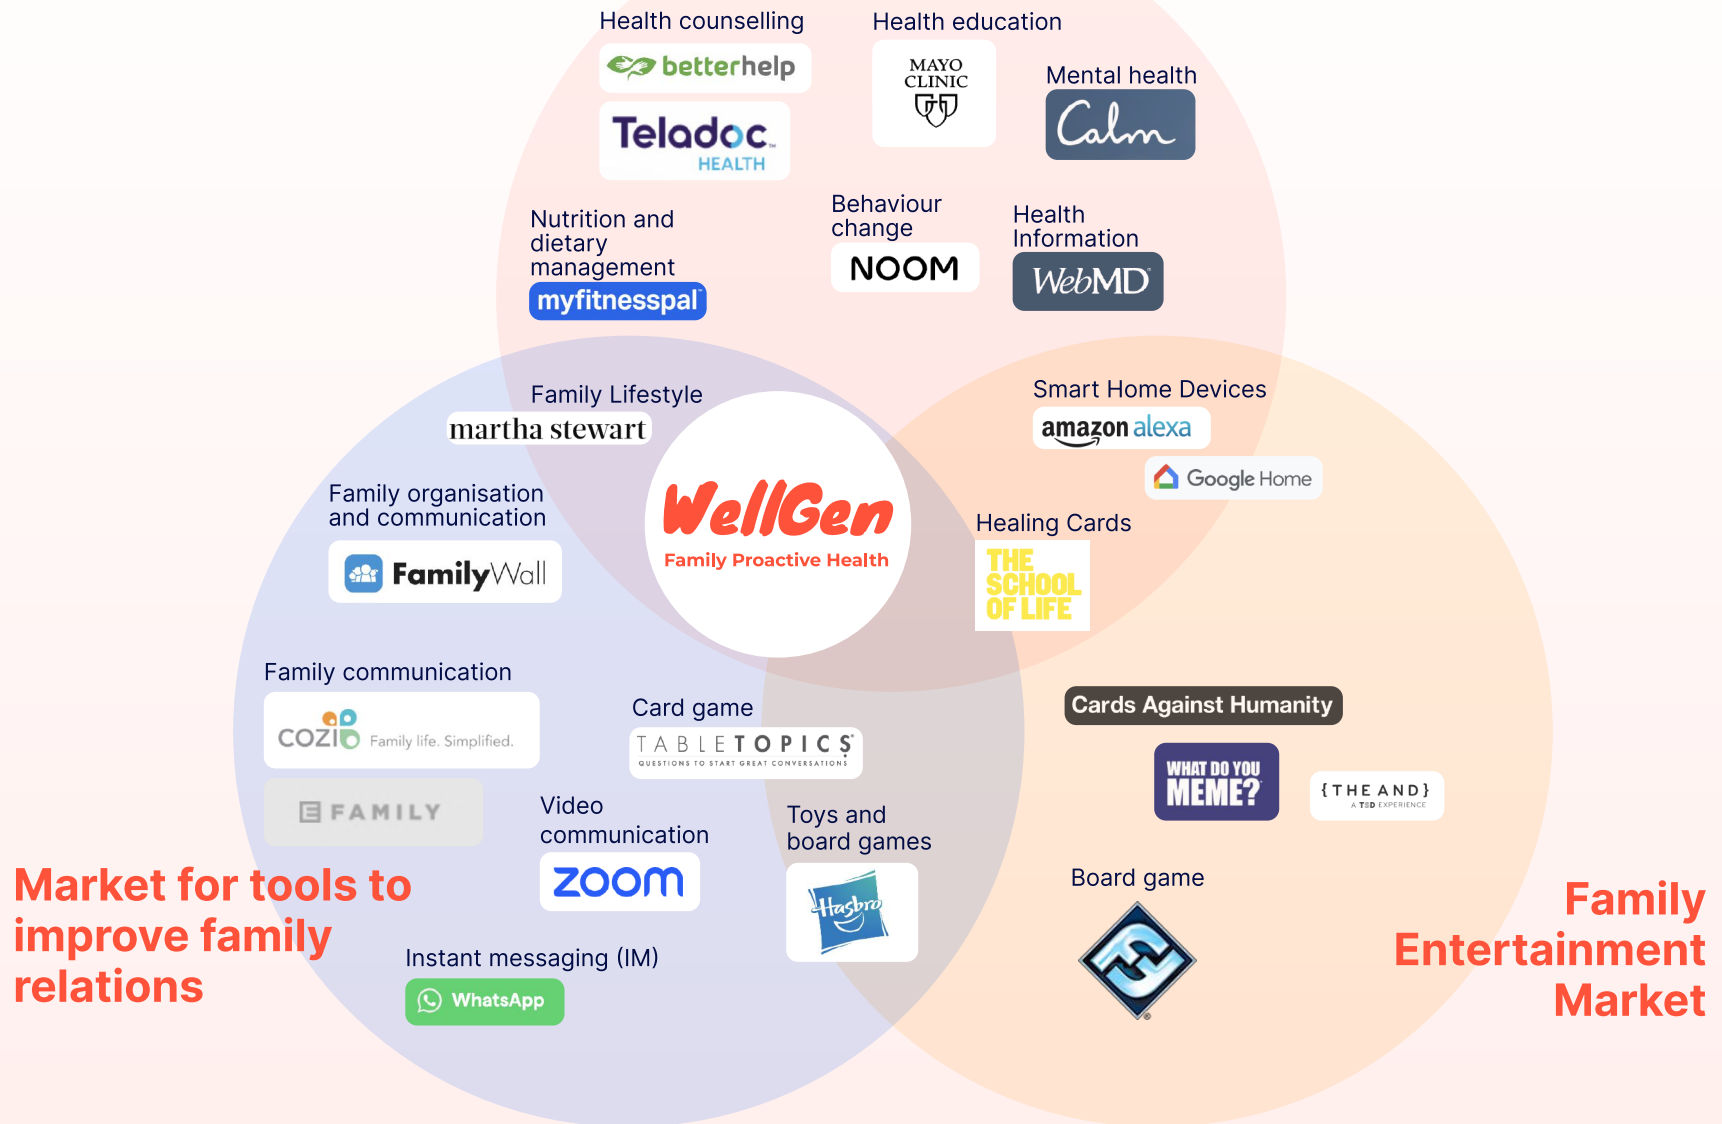 Health counselling
betterhelp
Teladoc™
HEALTH
Health education
MAYO
CLINIC
Mental health
Calm
Nutrition and
dietary
management
myfitnesspal
Behaviour
change
NOOM
Health
Information
WebMD
Family Lifestyle
martha stewart
Smart Home Devices
amazon alexa
Google Home
Family organisation
and communication
FamilyWall
WellGen
Family Proactive Health
Healing Cards
THE
SCHOOL
OF LIFE
Family communication
COZI Family life. Simplified.
FAMILY
Card game
TABLETOPICS®
QUESTIONS TO START GREAT CONVERSATIONS
Video
communication
zoom
Toys and
board games
Hasbro
Instant messaging (IM)
WhatsApp
Cards Against Humanity
WHAT DO YOU
MEME?
{THE AND}
A TSD EXPERIENCE
Board game
®
Market for tools to
improve family
relations
Family
Entertainment
Market